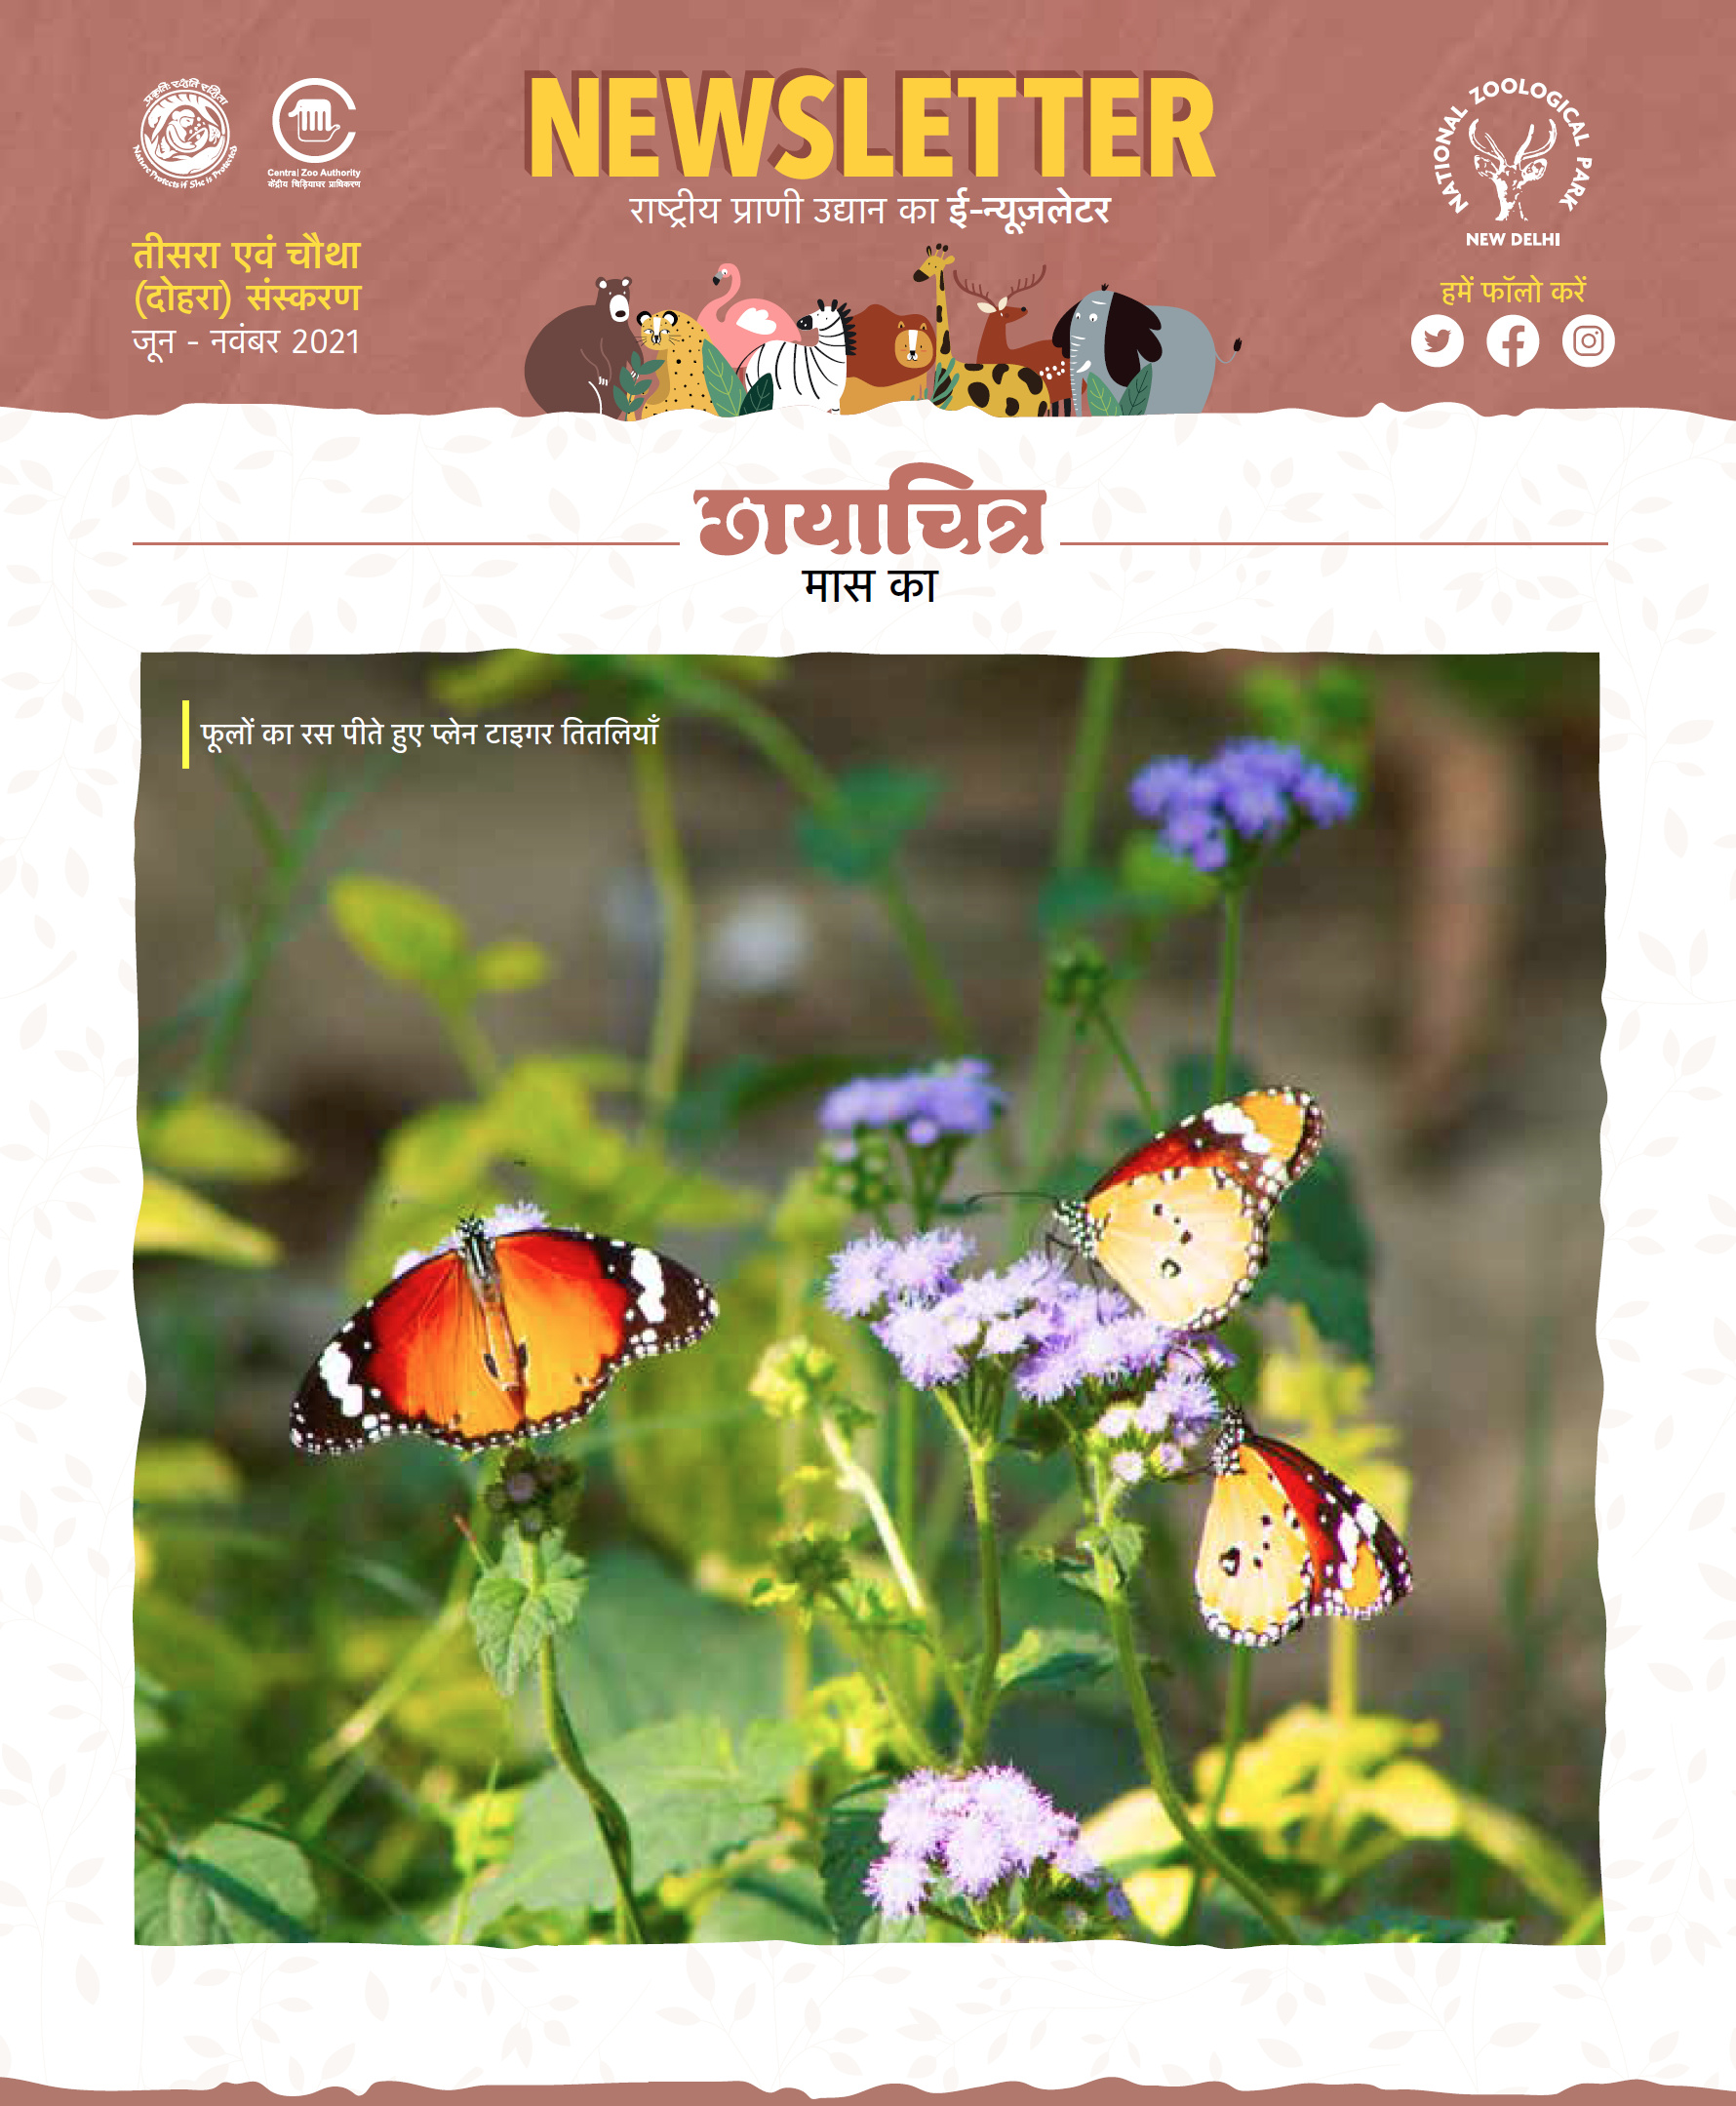 प्रकृतिः रक्षति रक्षिता
Nature Protects if She is Protected
Central Zoo Authority
केंद्रीय चिड़ियाघर प्राधिकरण
तीसरा एवं चौथा
(दोहरा) संस्करण
जून - नवंबर 2021
NEWSLETTER
राष्ट्रीय प्राणी उद्यान का ई-न्यूज़लेटर
NATIONAL ZOOLOGICAL PARK
NEW DELHI
हमें फॉलो करें
छायाचित्र
मास का
फूलों का रस पीते हुए प्लेन टाइगर तितलियाँ